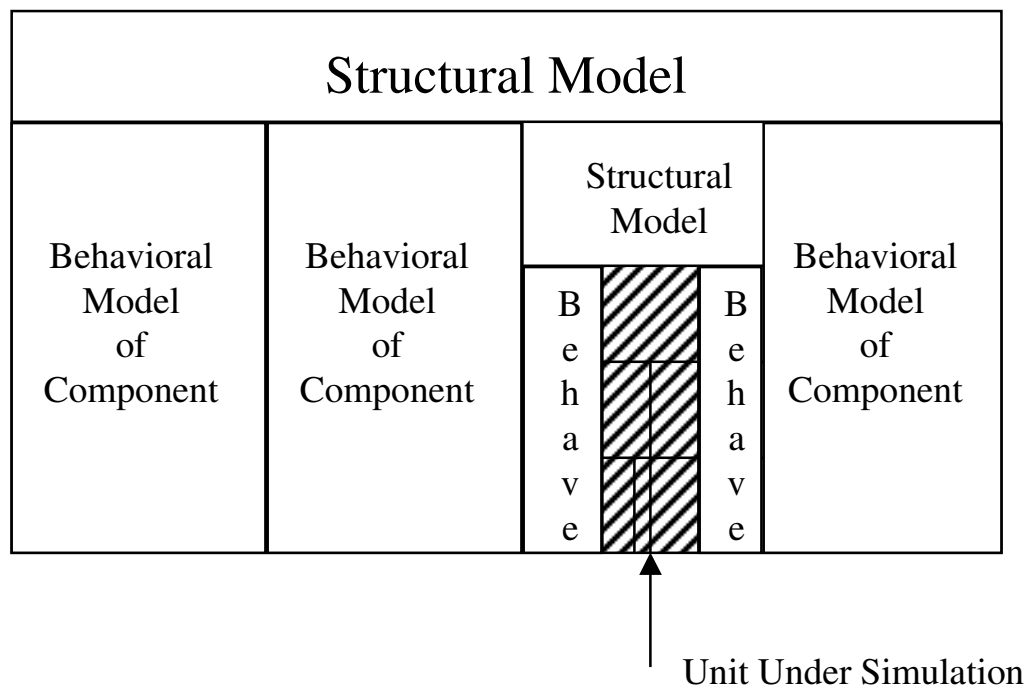 Structural Model
Behavioral
Model
of
Component
Behavioral
Model
of
Component
Structural
Model
B
e
h
a
v
e
B
e
h
a
v
e
Behavioral
Model
of
Component
Unit Under Simulation